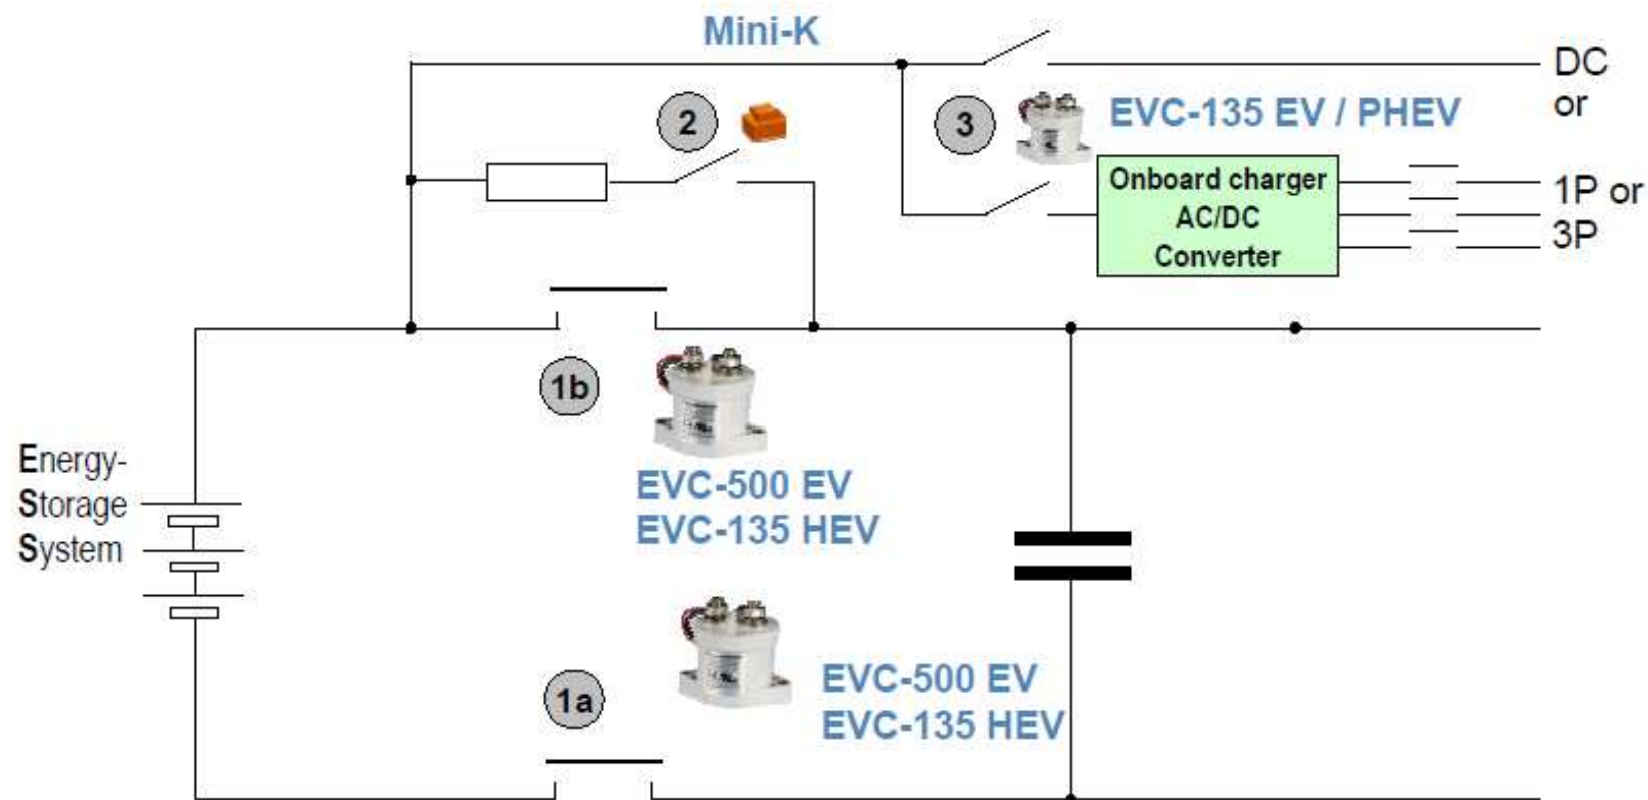 Mini-K
DC
or
2
3
EVC-135 EV / PHEV
Onboard charger
AC/DC
Converter
1P or
3P
1b
EVC-500 EV
EVC-135 HEV
Energy-
Storage
System
1a
EVC-500 EV
EVC-135 HEV